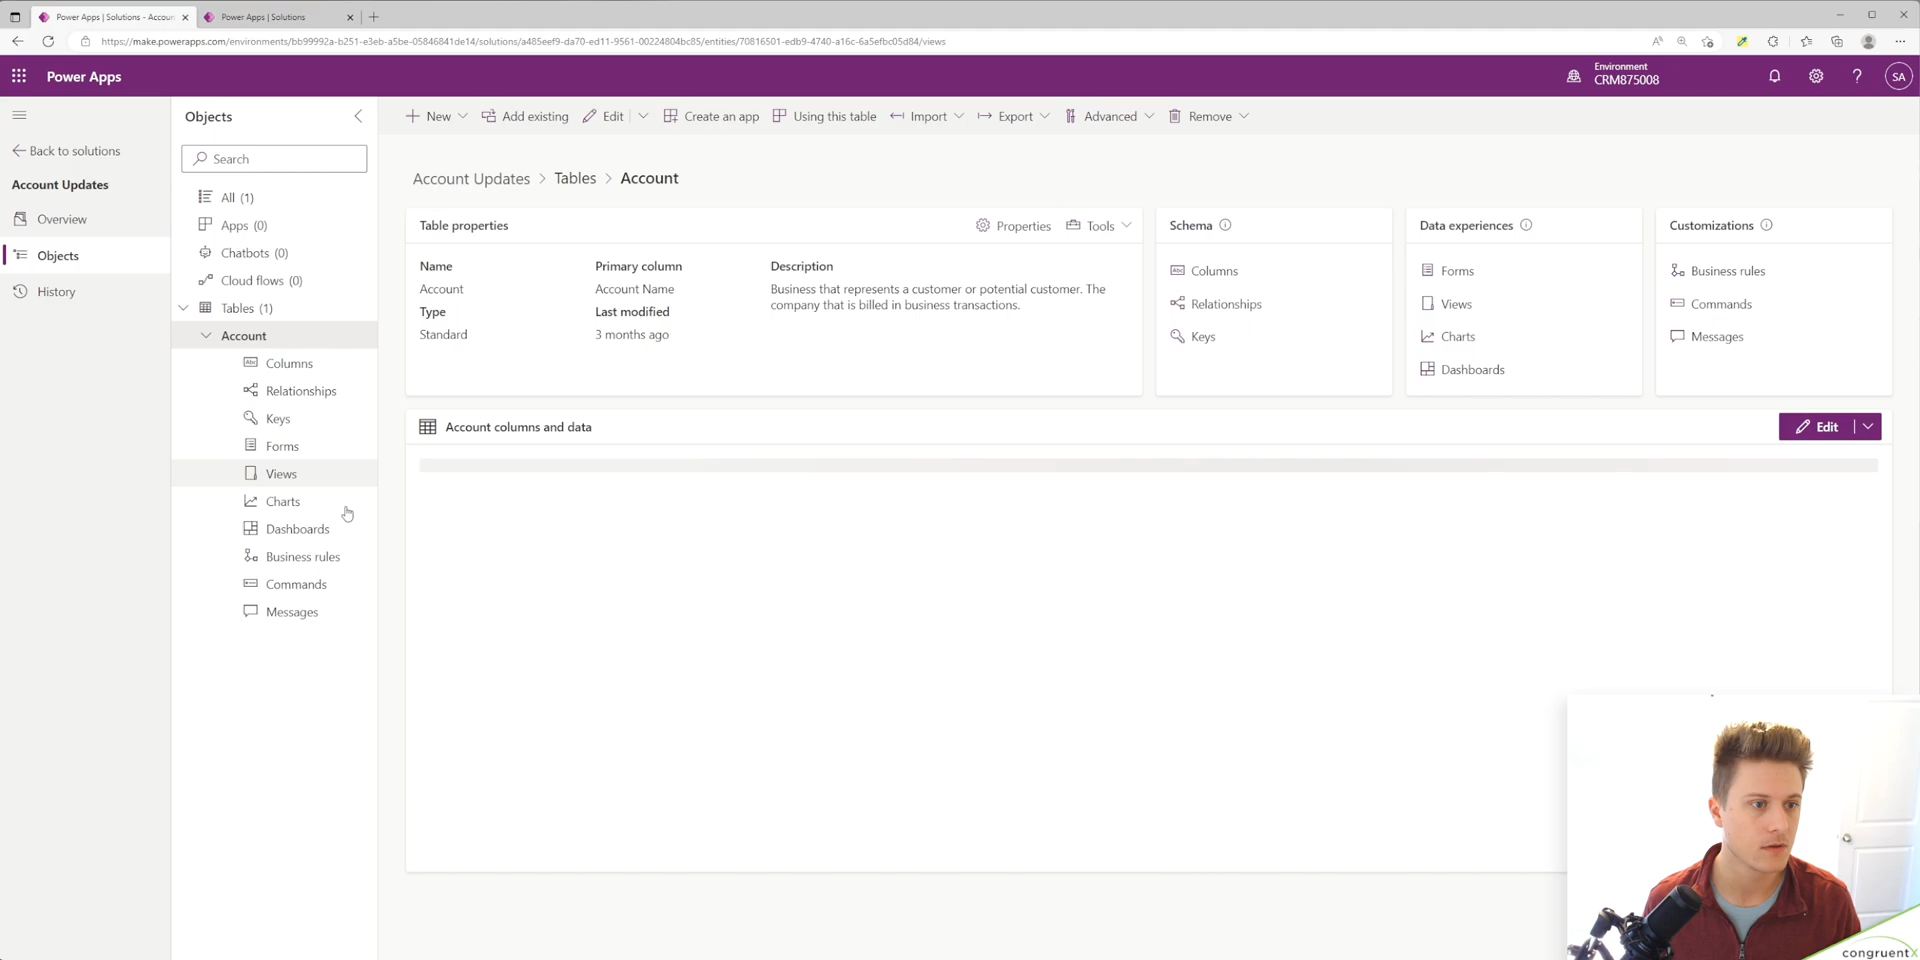 Power Apps | Solutions - Accoun
Power Apps | Solutions
https://make.powerapps.com/environments/bb99992a-b251-e3eb-a5be-05846841de14/solutions/a485eef9-da70-ed11-9561-00224804bc85/entities/70816501-edb9-4740-a16c-6a5efbc05d84/views
Power Apps
Environment
CRM875008
SA
Back to solutions
Account Updates
Overview
Objects
History
Objects
Search
All (1)
Apps (0)
Chatbots (0)
Cloud flows (0)
Tables (1)
Account
Columns
Relationships
Keys
Forms
Views
Charts
Dashboards
Business rules
Commands
Messages
New
Add existing
Edit
Create an app
Using this table
Import
Export
Advanced
Remove
Account Updates > Tables > Account
Table properties
Properties
Tools
Name
Account
Type
Standard
Primary column
Account Name
Last modified
3 months ago
Description
Business that represents a customer or potential customer. The
company that is billed in business transactions.
Schema
Columns
Relationships
Keys
Data experiences
Forms
Views
Charts
Dashboards
Customizations
Business rules
Commands
Messages
Account columns and data
Edit
congruentX